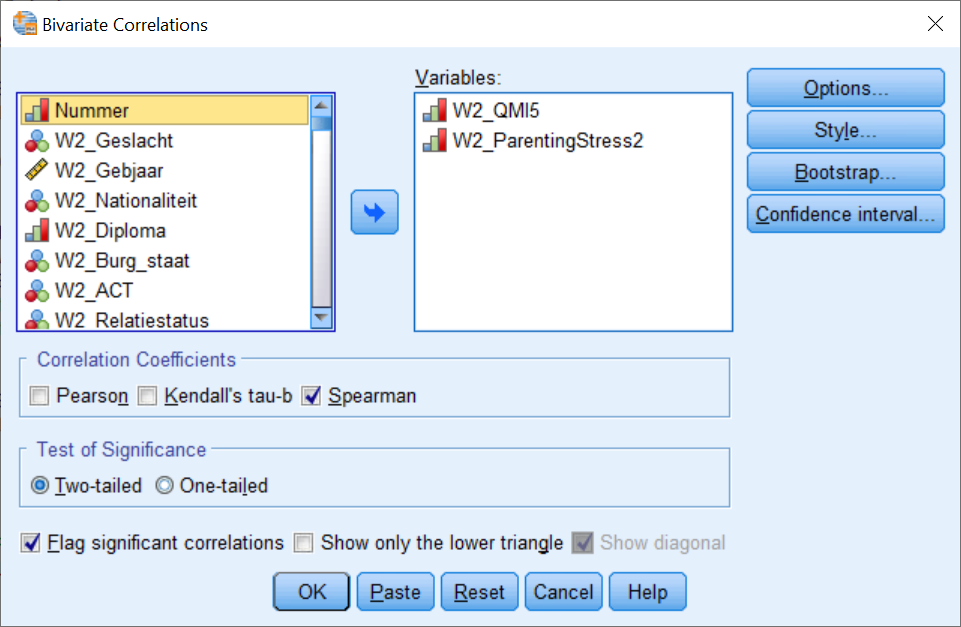 Bivariate Correlations
Variables:
Nummer
W2_Geslacht
W2_Gebjaar
W2_Nationaliteit
W2_Diploma
W2_Burg_staat
W2_ACT
W2_Relatiestatus
W2_QMI5
W2_ParentingStress2
Options...
Style...
Bootstrap...
Confidence interval...
Correlation Coefficients
Pearson Kendall's tau-b Spearman
Test of Significance
Two-tailed One-tailed
Flag significant correlations Show only the lower triangle Show diagonal
OK Paste Reset Cancel Help